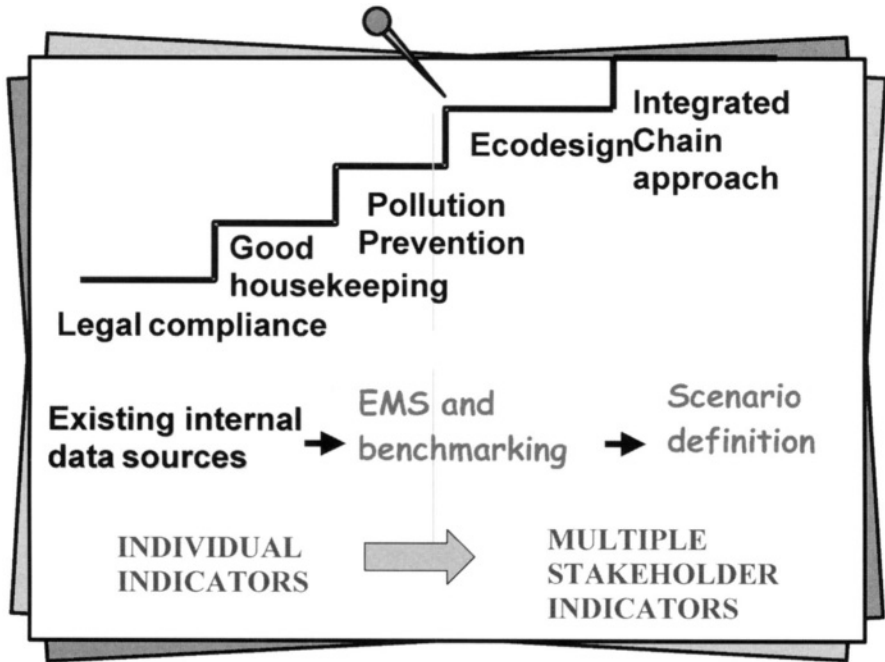 Integrated
Chain
approach
Ecodesign
Pollution
Prevention
Good
housekeeping
Legal compliance
Existing internal
data sources
EMS and
benchmarking
Scenario
definition
INDIVIDUAL
INDICATORS
MULTIPLE
STAKEHOLDER
INDICATORS